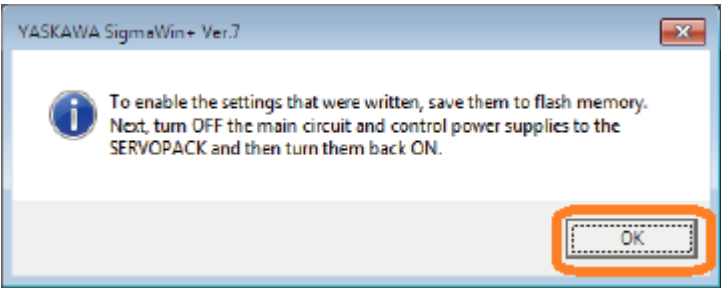 YASKAWA SigmaWin+ Ver.7
To enable the settings that were written, save them to flash memory.
Next, turn OFF the main circuit and control power supplies to the
SERVOPACK and then turn them back ON.
OK